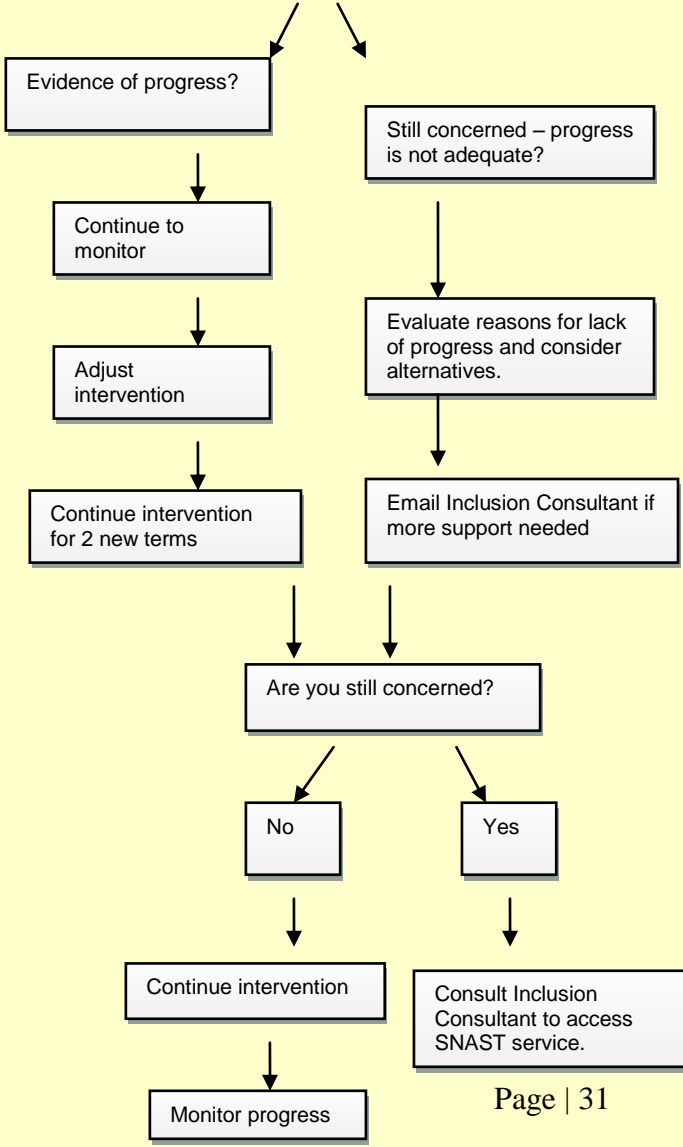 Evidence of progress?
Still concerned – progress
is not adequate?
Continue to
monitor
Evaluate reasons for lack
of progress and consider
alternatives.
Adjust
intervention
Continue intervention
for 2 new terms
Email Inclusion Consultant if
more support needed
Are you still concerned?
No
Yes
Continue intervention
Consult Inclusion
Consultant to access
SNAST service.
Monitor progress
Page | 31